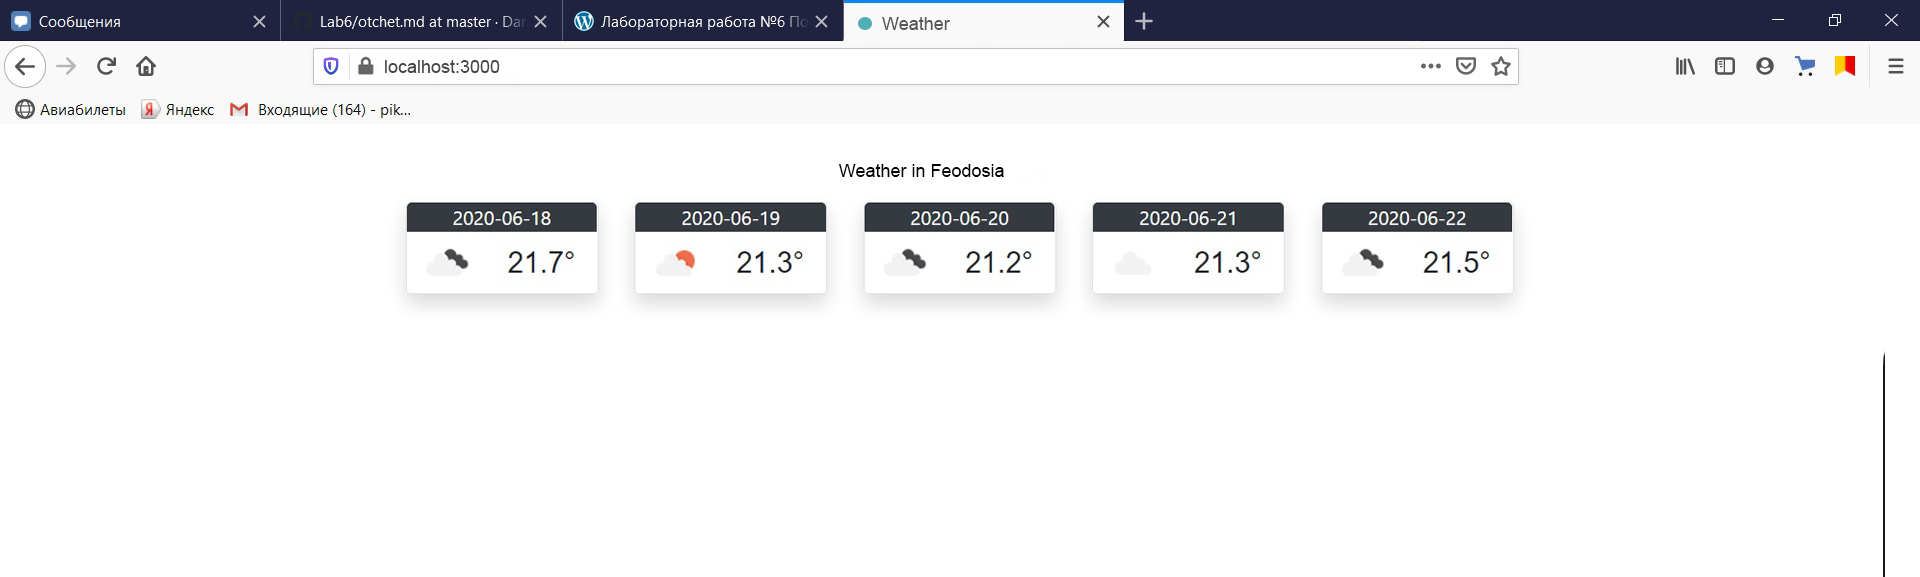 Сообщения
Lab6/otchet.md at master · Dar
Лабораторная работа №6 По
Weather
localhost:3000
Авиабилеты
Яндекс
Входящие (164) - pik...
Weather in Feodosia
2020-06-18 2020-06-19 2020-06-20 2020-06-21 2020-06-22
21.7° 21.3° 21.2° 21.3° 21.5°